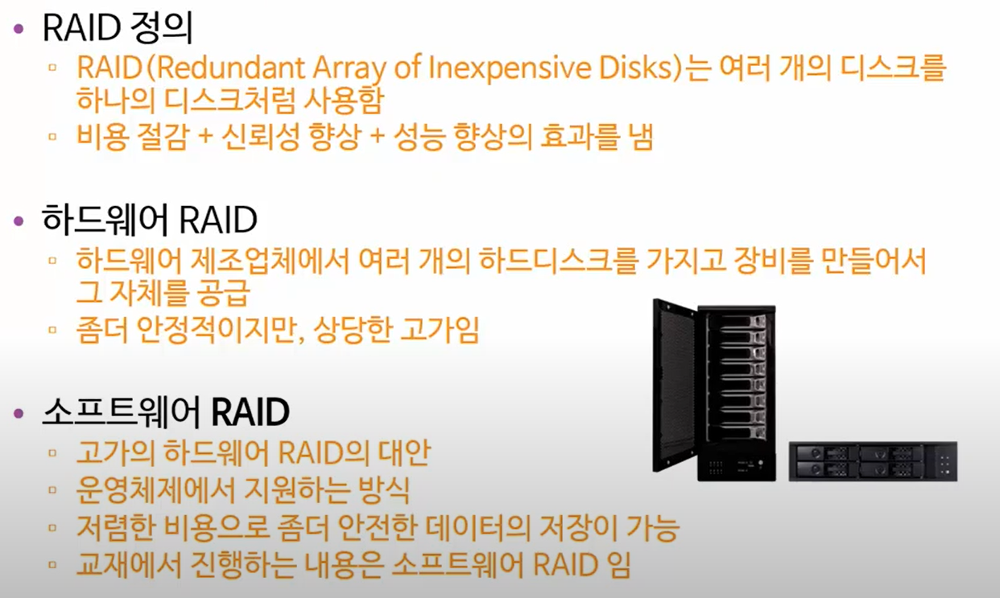 • RAID 정의
▫ RAID(Redundant Array of Inexpensive Disks)는 여러 개의 디스크를
하나의 디스크처럼 사용함
▫ 비용 절감 + 신뢰성 향상 + 성능 향상의 효과를 냄
• 하드웨어 RAID
▫ 하드웨어 제조업체에서 여러 개의 하드디스크를 가지고 장비를 만들어서
그 자체를 공급
▫ 좀더 안정적이지만, 상당한 고가임
• 소프트웨어 RAID
▫ 고가의 하드웨어 RAID의 대안
▫ 운영체제에서 지원하는 방식
▫ 저렴한 비용으로 좀더 안전한 데이터의 저장이 가능
▫ 교재에서 진행하는 내용은 소프트웨어 RAID 임